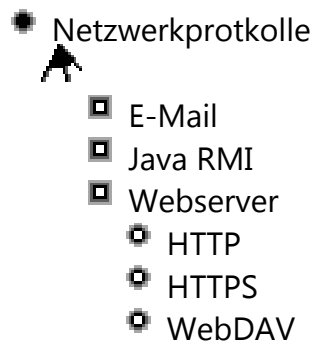 Netzwerkprotkolle
E-Mail
Java RMI
Webserver
HTTP
HTTPS
WebDAV